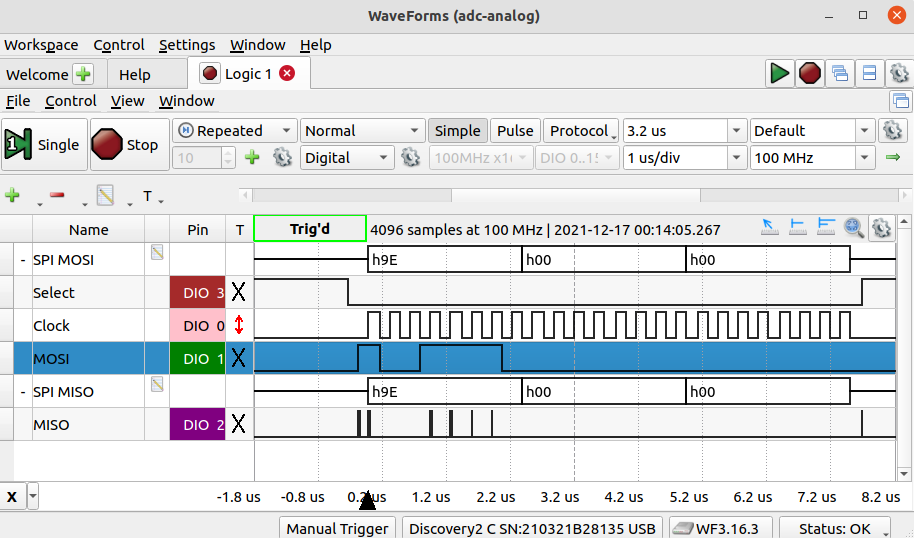 WaveForms (adc-analog)
Workspace Control Settings Window Help
Welcome Help Logic 1
File Control View Window
Single Stop Repeated Normal Simple Pulse Protocol 3.2 us Default
10 Digital 100MHz x1 DIO 0..15 1 us/div 100 MHz
T
Name Pin T Trig'd 4096 samples at 100 MHz | 2021-12-17 00:14:05.267
- SPI MOSI h9E h00 h00
Select DIO 3 X
Clock DIO 0
MOSI DIO 1 X
- SPI MISO h9E h00 h00
MISO DIO 2 X
X -1.8 us -0.8 us 0.2 us 1.2 us 2.2 us 3.2 us 4.2 us 5.2 us 6.2 us 7.2 us 8.2 us
Manual Trigger Discovery2 C SN:210321B28135 USB WF3.16.3 Status: OK